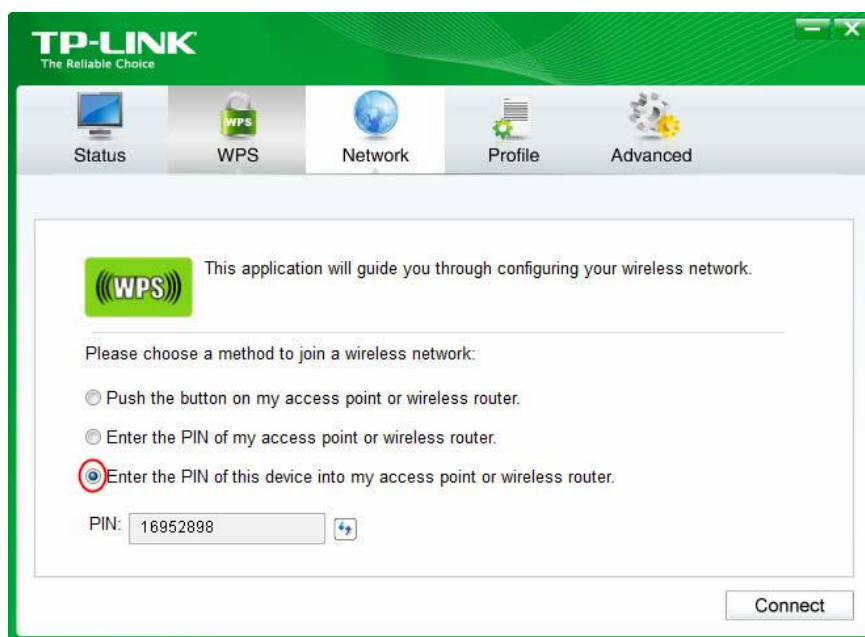 TP-LINK
The Reliable Choice
Status WPS Network Profile Advanced
WPS
(((WPS))) This application will guide you through configuring your wireless network.
Please choose a method to join a wireless network:
Push the button on my access point or wireless router.
Enter the PIN of my access point or wireless router.
Enter the PIN of this device into my access point or wireless router.
PIN: 16952898
Connect